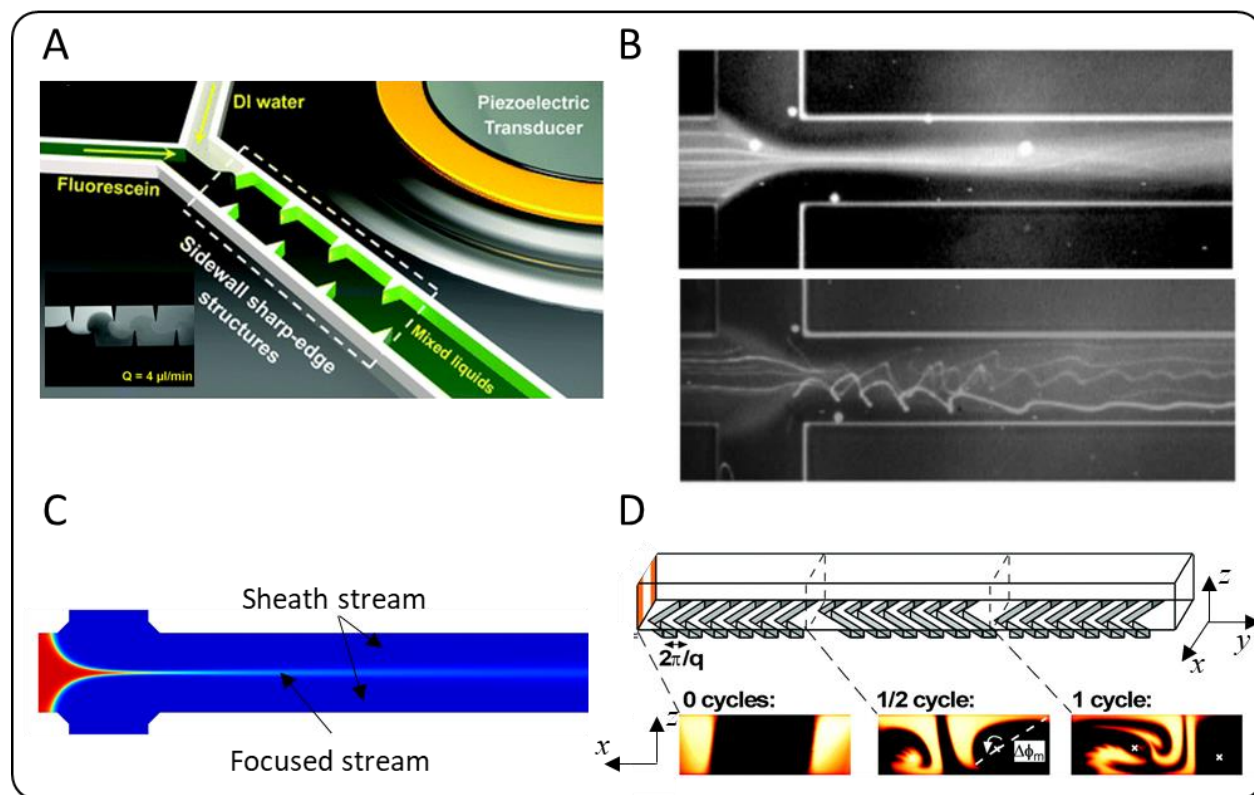 A
DI water
Piezoelectric
Transducer
Fluorescein
Sidewall sharp-edge
structures
Mixed liquids
Q = 4 µl/min
B
C
Sheath stream
Focused stream
D
z
y
x
2π/q
0 cycles:
1/2 cycle:
1 cycle:
z
x
Δϕm